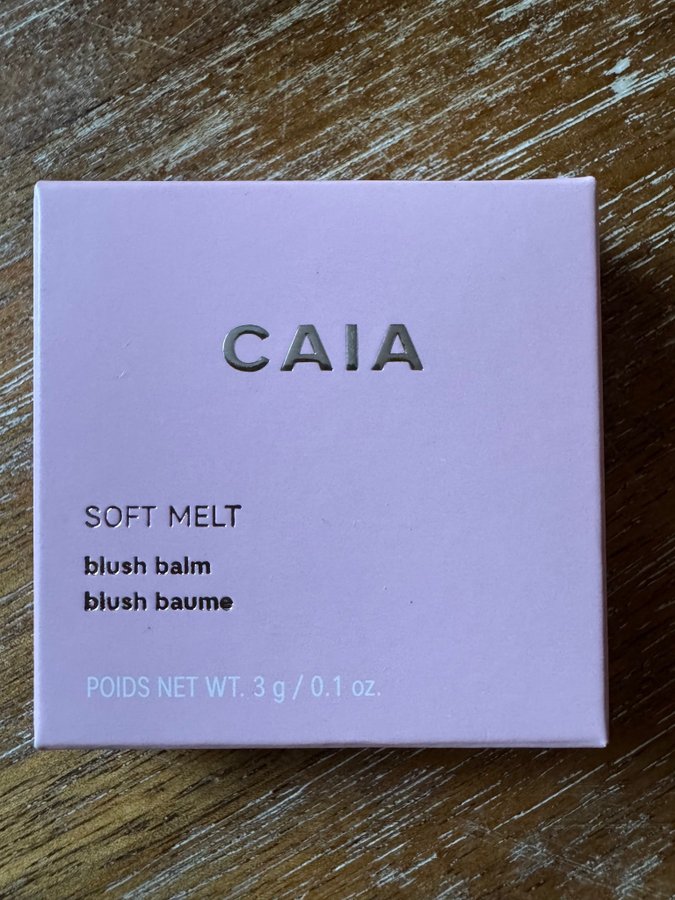 CAIA
SOFT MELT
blush balm
blush baume
POIDS NET WT. 3 g / 0.1 oz.